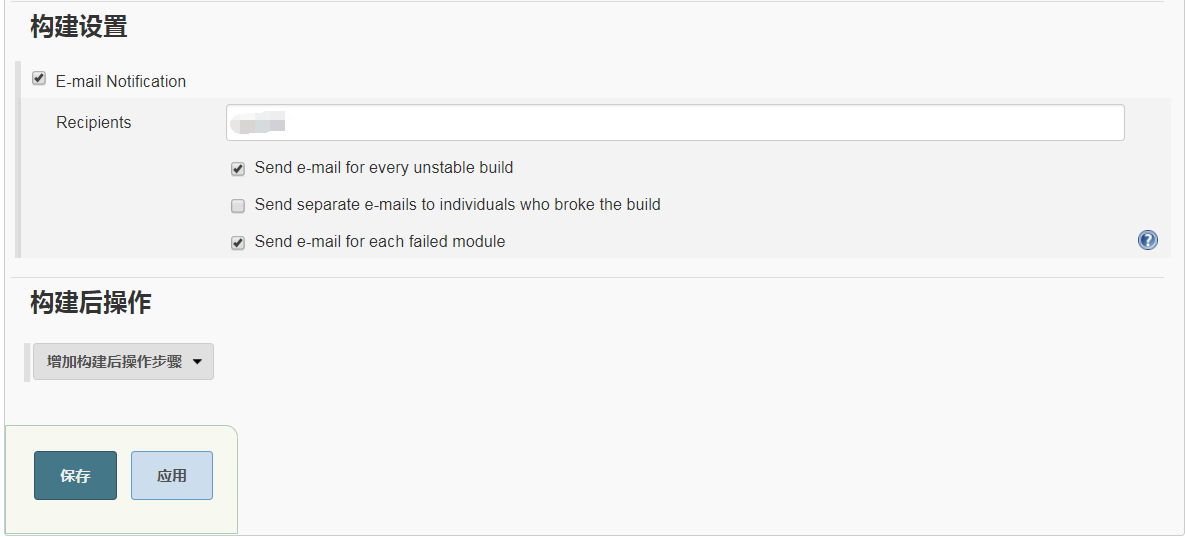 构建设置
E-mail Notification
Recipients
Send e-mail for every unstable build
Send separate e-mails to individuals who broke the build
Send e-mail for each failed module
?
构建后操作
增加构建后操作步骤
保存 应用